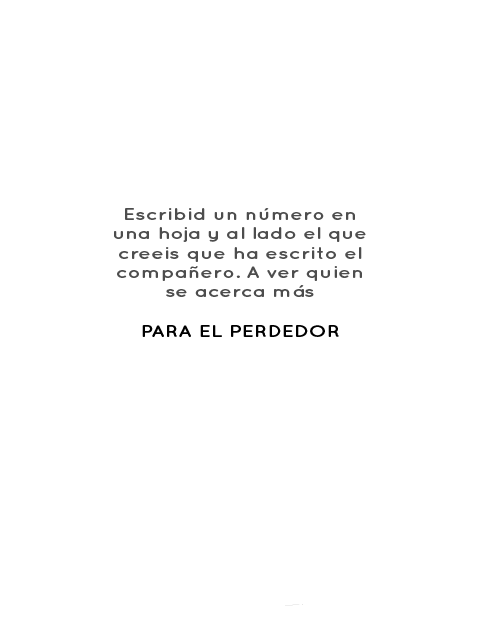 Escribid un número en
una hoja y al lado el que
creeis que ha escrito el
compañero. A ver quien
se acerca más
PARA EL PERDEDOR